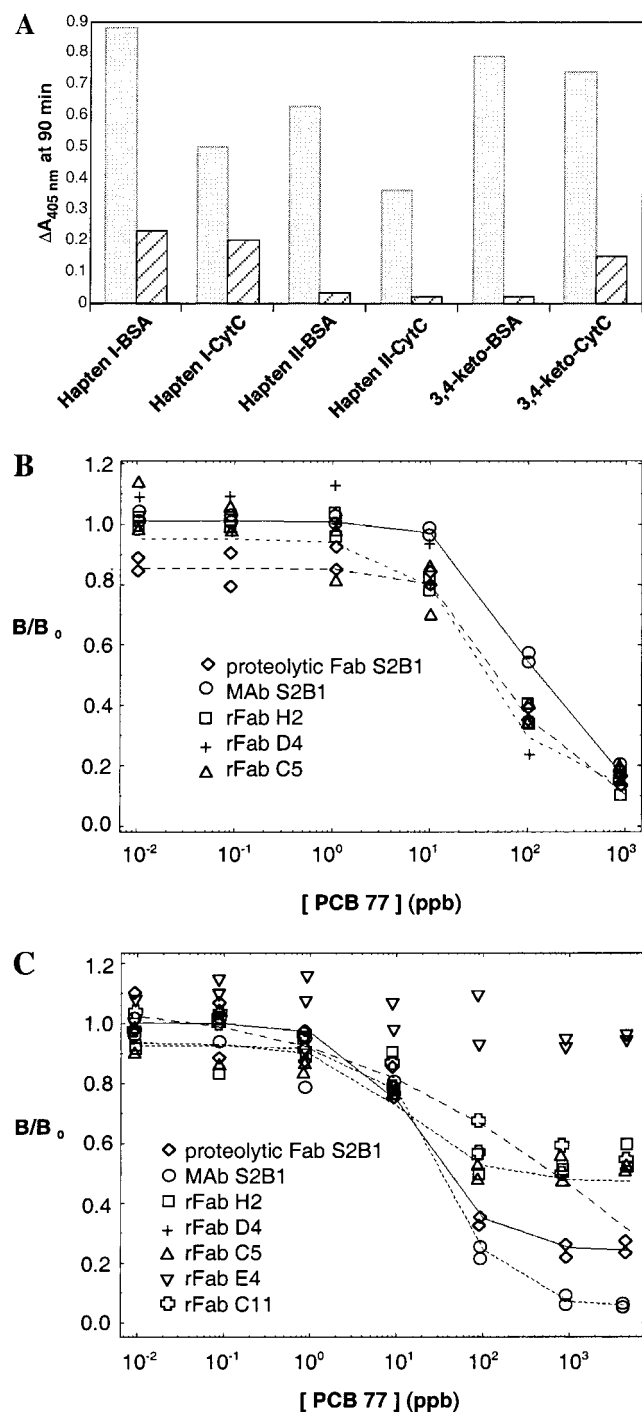 A
ΔA405 nm at 90 min
0.9
0.8
0.7
0.6
0.5
0.4
0.3
0.2
0.1
0
Hapten I-BSA
Hapten I-CytC
Hapten II-BSA
Hapten II-CytC
3,4-keto-BSA
3,4-keto-CytC
B
B/B0
1.2
1.0
0.8
0.6
0.4
0.2
0.0
proteolytic Fab S2B1
MAb S2B1
rFab H2
rFab D4
rFab C5
10-2
10-1
100
101
102
103
[ PCB 77 ] (ppb)
C
B/B0
1.2
1.0
0.8
0.6
0.4
0.2
0.0
proteolytic Fab S2B1
MAb S2B1
rFab H2
rFab D4
rFab C5
rFab E4
rFab C11
10-2
10-1
100
101
102
103
[ PCB 77 ] (ppb)